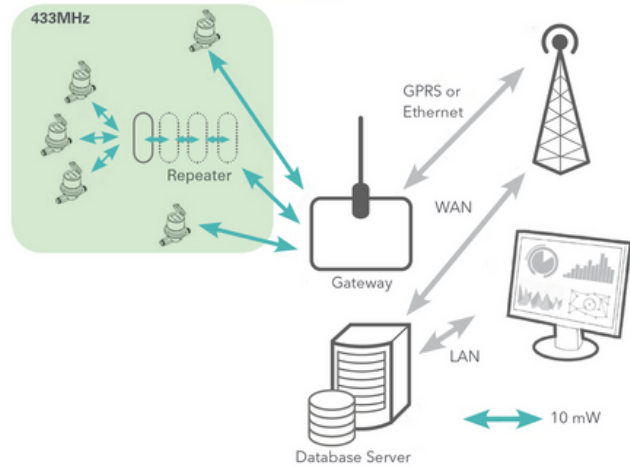 433MHz
GPRS or
Ethernet
Repeater
WAN
Gateway
LAN
10 mW
Database Server